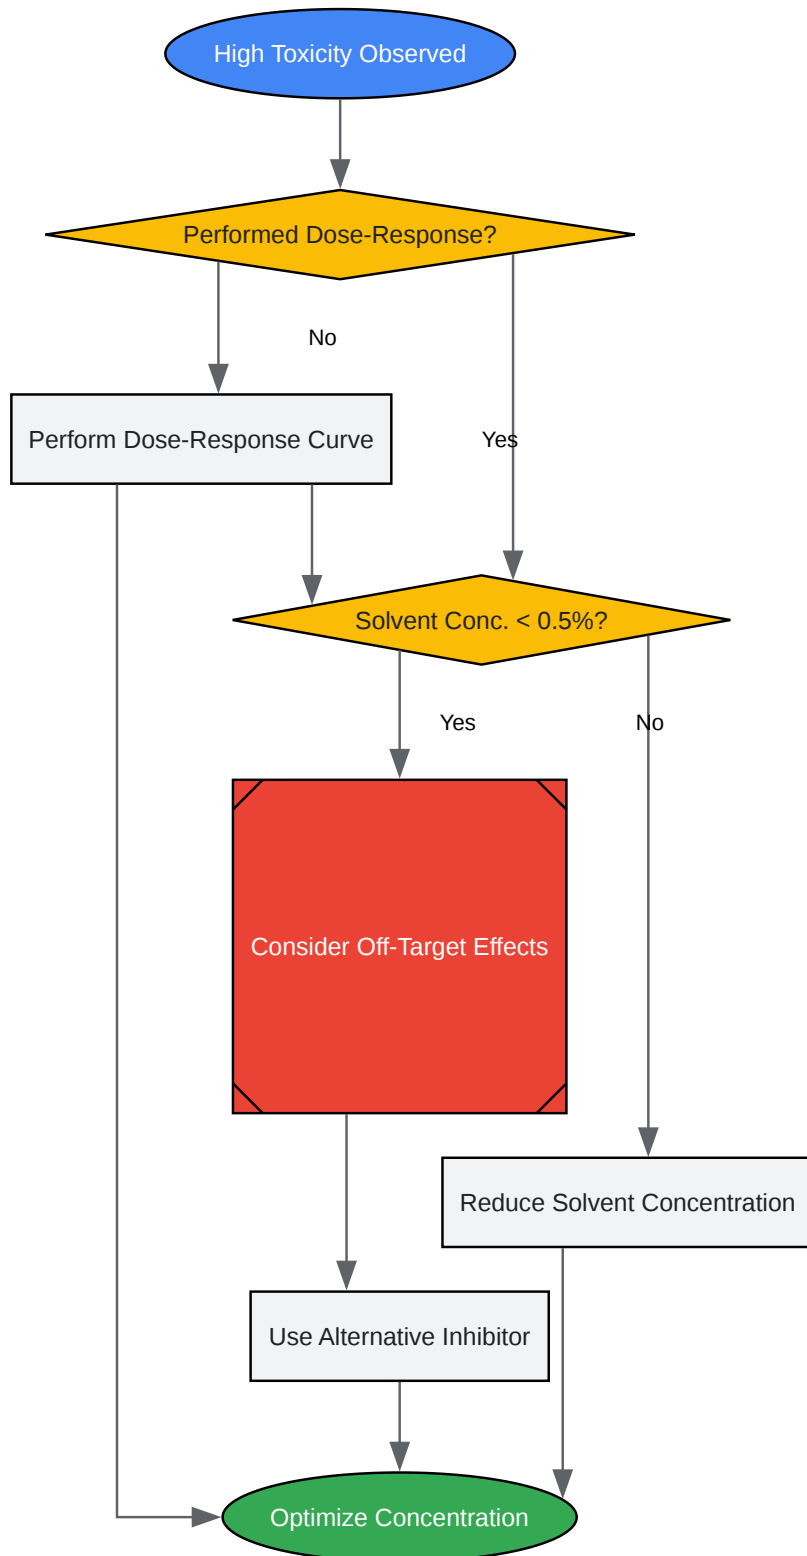 High Toxicity Observed
Performed Dose-Response?
No
Perform Dose-Response Curve
Yes
Solvent Conc. < 0.5%?
Yes
No
Consider Off-Target Effects
Reduce Solvent Concentration
Use Alternative Inhibitor
Optimize Concentration